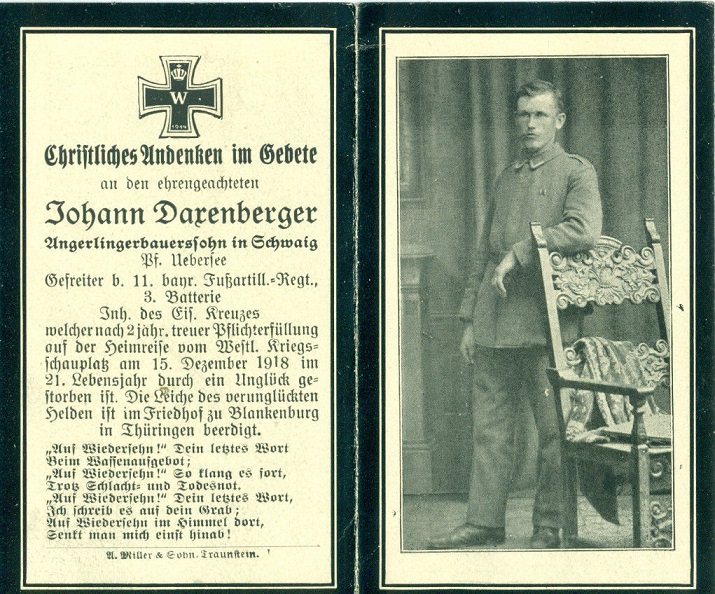 W
1914
Christliches Andenken im Gebete
an den ehrengeachteten
Johann Daxenberger
Angerlingerbauerssohn in Schwaig
Pf. Uebersee
Gefreiter b. 11. bayr. Fußartill.-Regt.,
3. Batterie
Inh. des Eis. Kreuzes
welcher nach 2 jähr. treuer Pflichterfüllung
auf der Heimreise vom Westl. Kriegs-
schauplatz am 15. Dezember 1918 im
21. Lebensjahr durch ein Unglück ge-
storben ist. Die Leiche des verunglückten
Helden ist im Friedhof zu Blankenburg
in Thüringen beerdigt.
„Auf Wiedersehn!" Dein letztes Wort
Beim Waffenaufgebot;
„Auf Wiedersehn!" So klang es fort,
Trotz Schlacht- und Todesnot.
„Auf Wiedersehn!" Dein letztes Wort,
Ich schreib es auf dein Grab;
Auf Wiedersehn im Himmel dort,
Senkt man mich einst hinab!
A. Miller & Sohn. Traunstein.